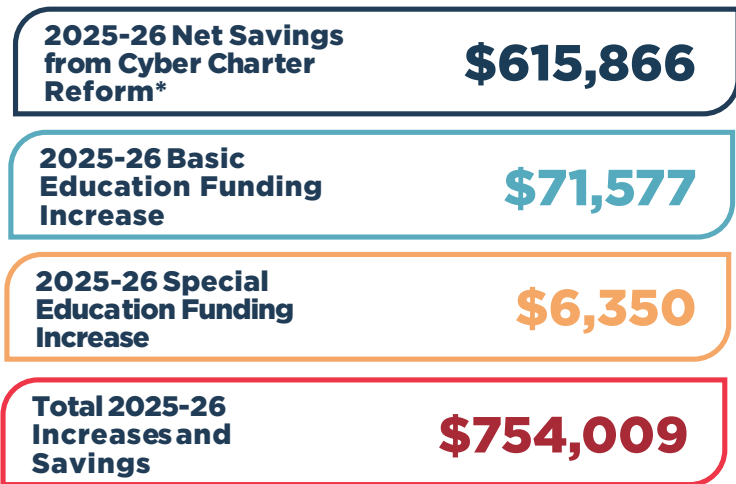 2025-26 Net Savings
from Cyber Charter
Reform*
$615,866
2025-26 Basic
Education Funding
Increase
$71,577
2025-26 Special
Education Funding
Increase
$6,350
Total 2025-26
Increases and
Savings
$754,009